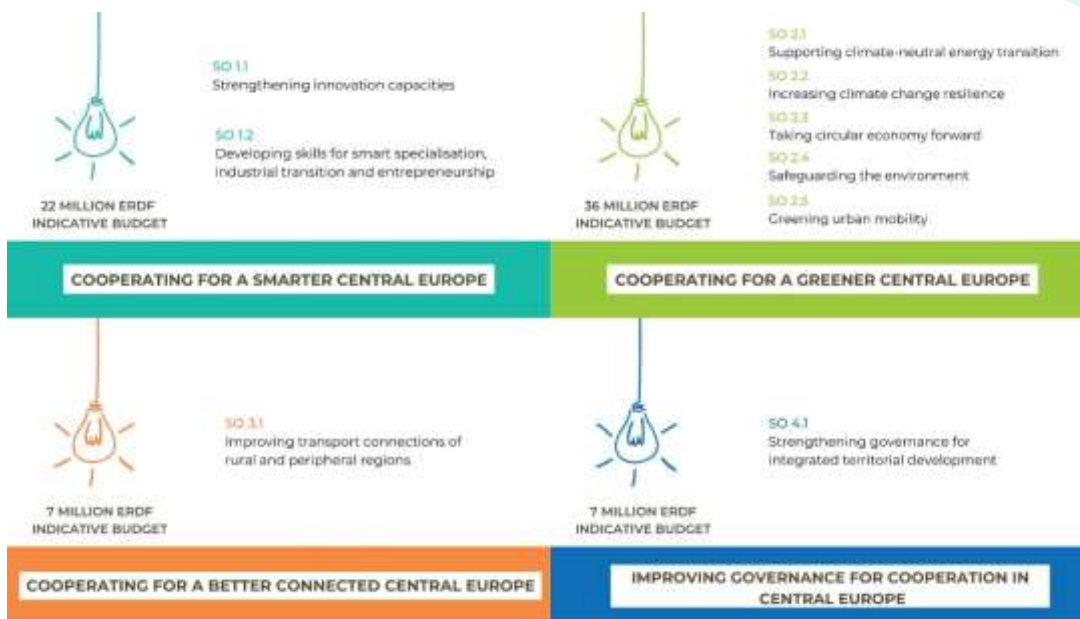 SO 1.1
Strengthening innovation capacities
SO 1.2
Developing skills for smart specialisation,
industrial transition and entrepreneurship
22 MILLION ERDF
INDICATIVE BUDGET
COOPERATING FOR A SMARTER CENTRAL EUROPE
SO 2.1
Supporting climate-neutral energy transition
SO 2.2
Increasing climate change resilience
SO 2.3
Taking circular economy forward
SO 2.4
Safeguarding the environment
SO 2.5
Greening urban mobility
36 MILLION ERDF
INDICATIVE BUDGET
COOPERATING FOR A GREENER CENTRAL EUROPE
SO 3.1
Improving transport connections of
rural and peripheral regions
7 MILLION ERDF
INDICATIVE BUDGET
COOPERATING FOR A BETTER CONNECTED CENTRAL EUROPE
SO 4.1
Strengthening governance for
integrated territorial development
7 MILLION ERDF
INDICATIVE BUDGET
IMPROVING GOVERNANCE FOR COOPERATION IN
CENTRAL EUROPE